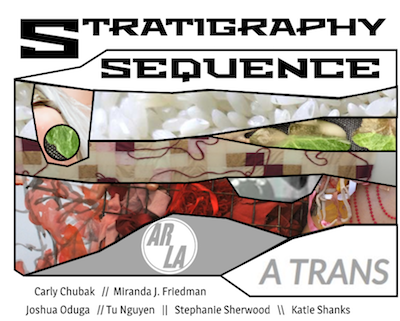 STRATIGRAPHY
SEQUENCE
AR
LA
A TRANS
Carly Chubak // Miranda J. Friedman
Joshua Oduga // Tu Nguyen || Stephanie Sherwood \\ Katie Shanks